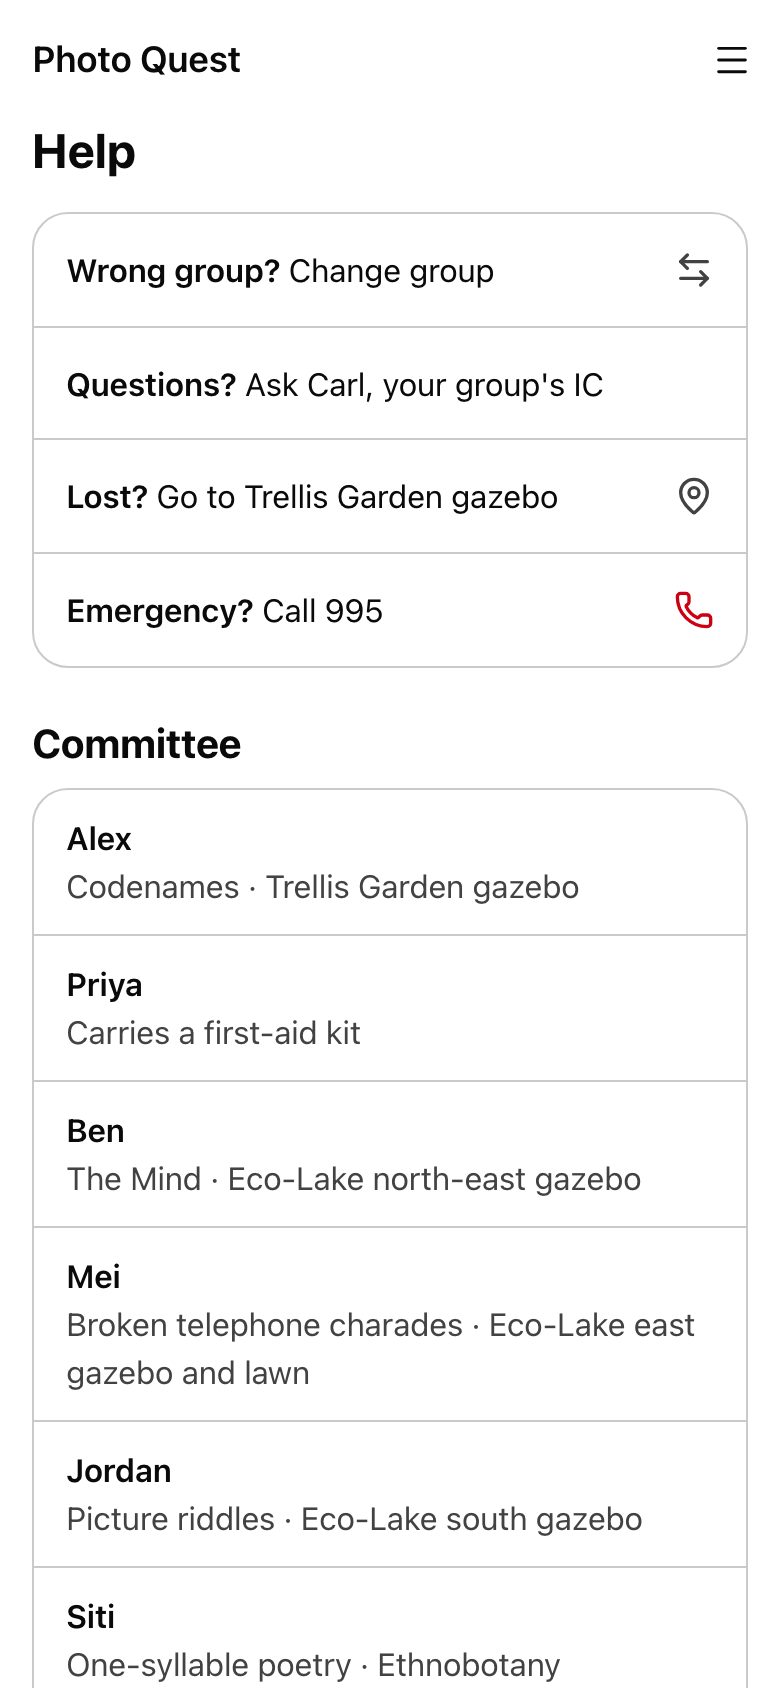 Photo Quest
Help
Wrong group? Change group
Questions? Ask Carl, your group's IC
Lost? Go to Trellis Garden gazebo
Emergency? Call 995
Committee
Alex
Codenames · Trellis Garden gazebo
Priya
Carries a first-aid kit
Ben
The Mind · Eco-Lake north-east gazebo
Mei
Broken telephone charades · Eco-Lake east
gazebo and lawn
Jordan
Picture riddles · Eco-Lake south gazebo
Siti
One-syllable poetry · Ethnobotany